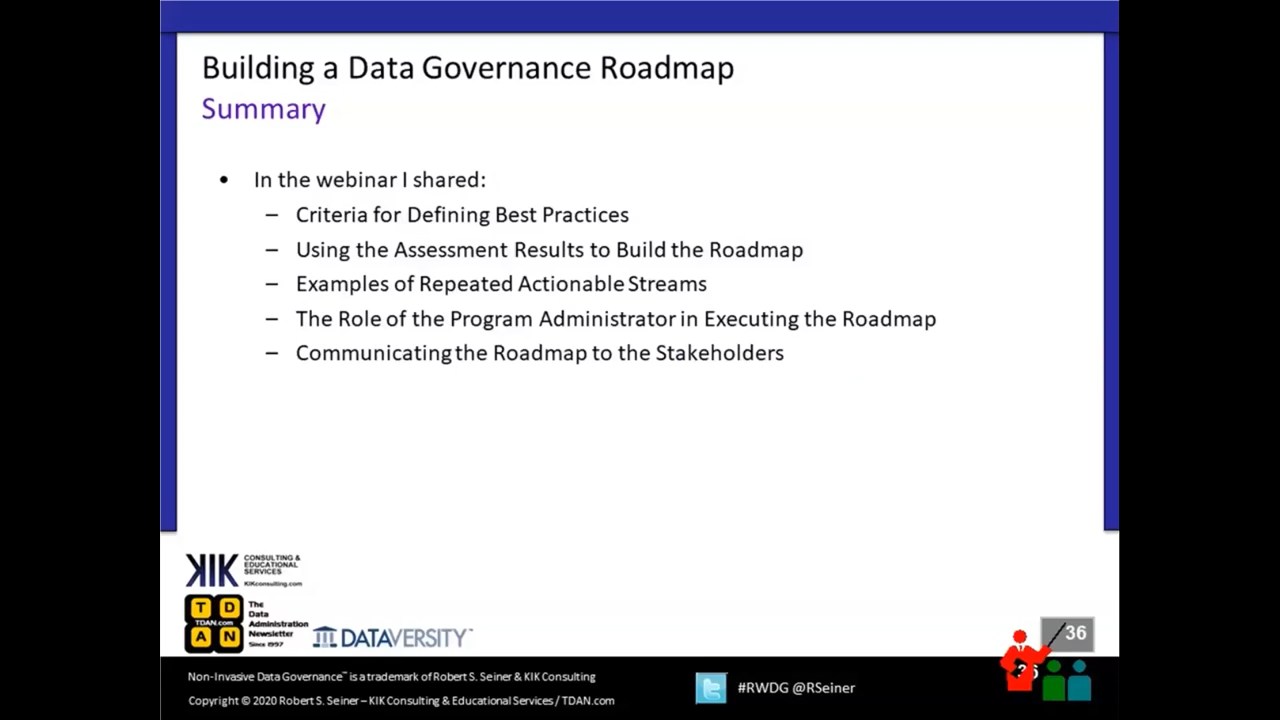 Building a Data Governance Roadmap
Summary
• In the webinar I shared:
– Criteria for Defining Best Practices
– Using the Assessment Results to Build the Roadmap
– Examples of Repeated Actionable Streams
– The Role of the Program Administrator in Executing the Roadmap
– Communicating the Roadmap to the Stakeholders
KIK CONSULTING &
EDUCATIONAL
SERVICES
KIKconsulting.com
T D
TDAN.com
A N
The
Data
Administration
Newsletter
Since 1997
DATAVERSITY™
36
36
Non-Invasive Data Governance™ is a trademark of Robert S. Seiner & KIK Consulting
Copyright © 2020 Robert S. Seiner – KIK Consulting & Educational Services / TDAN.com
#RWDG @RSeiner